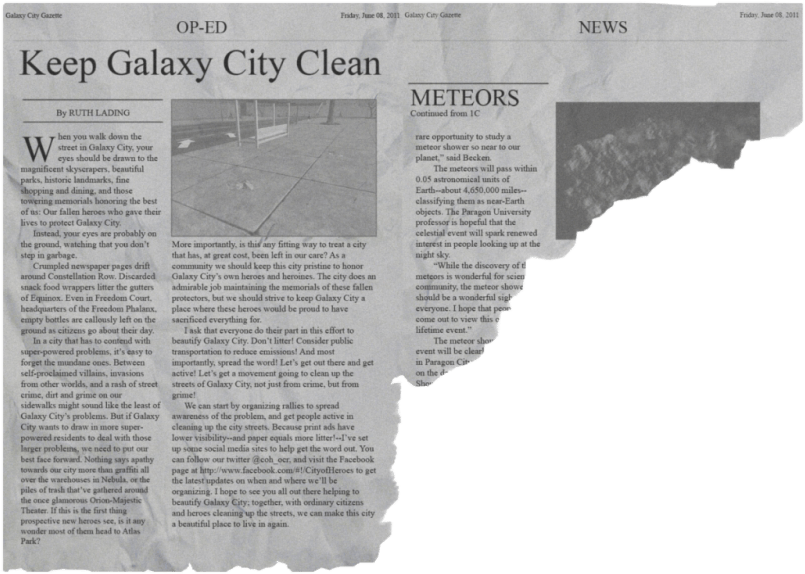 Galaxy City Gazette
Friday, June 08, 2011
OP-ED
Keep Galaxy City Clean
By RUTH LADING
When you walk down the
street in Galaxy City, your
eyes should be drawn to the
magnificent skyscrapers, beautiful
parks, historic landmarks, fine
shopping and dining, and those
towering memorials honoring the best
of us: Our fallen heroes who gave their
lives to protect Galaxy City.
Instead, your eyes are probably on
the ground, watching that you don't
step in garbage.
Crumpled newspaper pages drift
around Constellation Row. Discarded
snack food wrappers litter the gutters
of Equinox. Even in Freedom Court,
headquarters of the Freedom Phalanx,
empty bottles are callously left on the
ground as citizens go about their day.
In a city that has to contend with
super-powered problems, it's easy to
forget the mundane ones. Between
self-proclaimed villains, invasions
from other worlds, and a rash of street
crime, dirt and grime on our
sidewalks might sound like the least of
Galaxy City's problems. But if Galaxy
City wants to draw in more super-
powered residents to deal with those
larger problems, we need to put our
best face forward. Nothing says apathy
towards our city more than graffiti all
over the warehouses in Nebula, or the
piles of trash that've gathered around
the once glamorous Orion-Majestic
Theater. If this is the first thing
prospective new heroes see, is it any
wonder most of them head to Atlas
Park?
More importantly, is this any fitting way to treat a city
that has, at great cost, been left in our care? As a
community we should keep this city pristine to honor
Galaxy City's own heroes and heroines. The city does an
admirable job maintaining the memorials of these fallen
protectors, but we should strive to keep Galaxy City a
place where these heroes would be proud to have
sacrificed everything for.
I ask that everyone do their part in this effort to
beautify Galaxy City. Don't litter! Consider public
transportation to reduce emissions! And most
importantly, spread the word! Let's get out there and get
active! Let's get a movement going to clean up the
streets of Galaxy City, not just from crime, but from
grime!
We can start by organizing rallies to spread
awareness of the problem, and get people active in
cleaning up the city streets. Because print ads have
lower visibility--and paper equals more litter!--I've set
up some social media sites to help get the word out. You
can follow our twitter @coh_ocr, and visit the Facebook
page at http://www.facebook.com/#!/CityofHeroes to get
the latest updates on when and where we'll be
organizing. I hope to see you all out there helping to
beautify Galaxy City; together, with ordinary citizens
and heroes cleaning up the streets, we can make this city
a beautiful place to live in again.
Galaxy City Gazette
Friday, June 08, 2011
NEWS
METEORS
Continued from 1C
rare opportunity to study a
meteor shower so near to our
planet," said Becken.
The meteors will pass within
0.05 astronomical units of
Earth--about 4,650,000 miles--
classifying them as near-Earth
objects. The Paragon University
professor is hopeful that the
celestial event will spark renewed
interest in people looking up at the
night sky.
"While the discovery of
meteors is wonderful for
community, the meteor
should be a wonderful
everyone. I hope that
come out to view this
lifetime event."
The meteor
event will be
in Paragon
on the